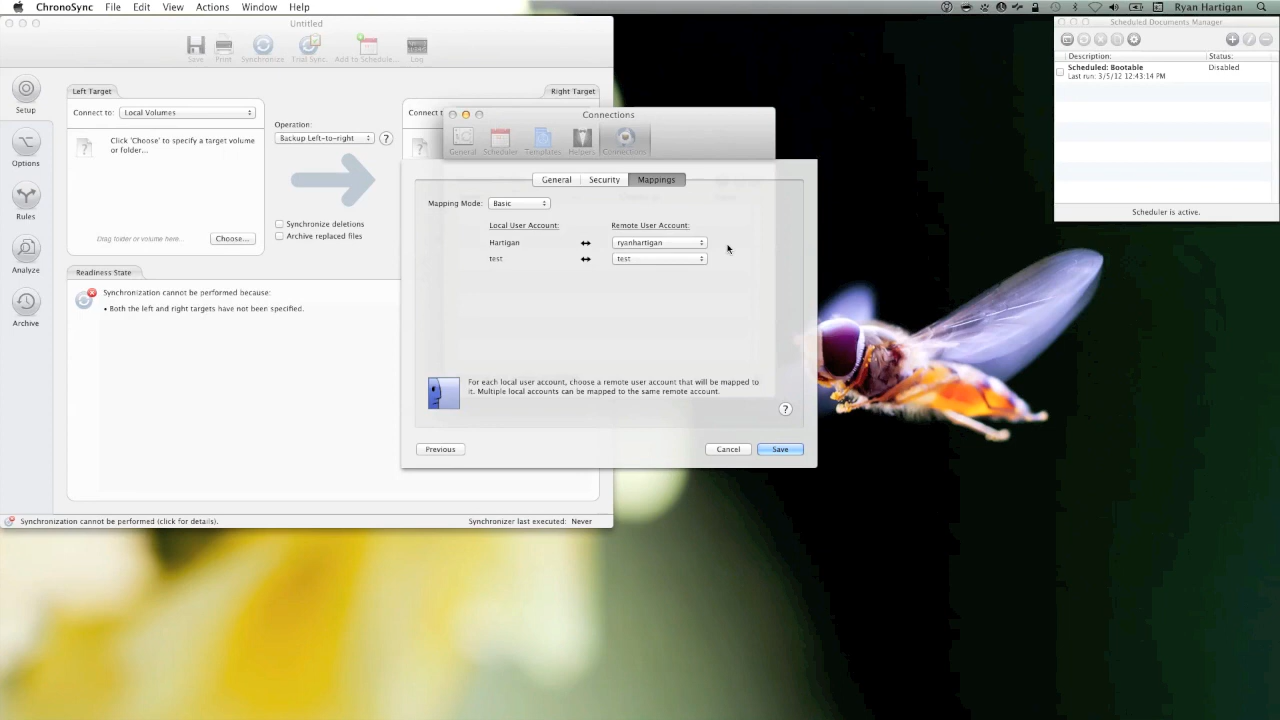 ChronoSync File Edit View Actions Window Help
Ryan Hartigan
Untitled
Save Print Synchronize Trial Sync. Add to Schedule... Log
Setup
Options
Rules
Analyze
Archive
Left Target
Connect to: Local Volumes
Click 'Choose' to specify a target volume
or folder...
Drag folder or volume here...
Choose...
Operation:
Backup Left-to-right
?
Synchronize deletions
Archive replaced files
Right Target
Connect t
Readiness State
Synchronization cannot be performed because:
• Both the left and right targets have not been specified.
Synchronization cannot be performed (click for details).
Synchronizer last executed: Never
Connections
General Scheduler Templates Helpers Connections
General Security Mappings
Mapping Mode: Basic
Local User Account: Remote User Account:
Hartigan ryanhartigan
test test
For each local user account, choose a remote user account that will be mapped to
it. Multiple local accounts can be mapped to the same remote account.
?
Previous Cancel Save
Scheduled Documents Manager
Description: Status:
Scheduled: Bootable Disabled
Last run: 3/5/12 12:43:14 PM
Scheduler is active.